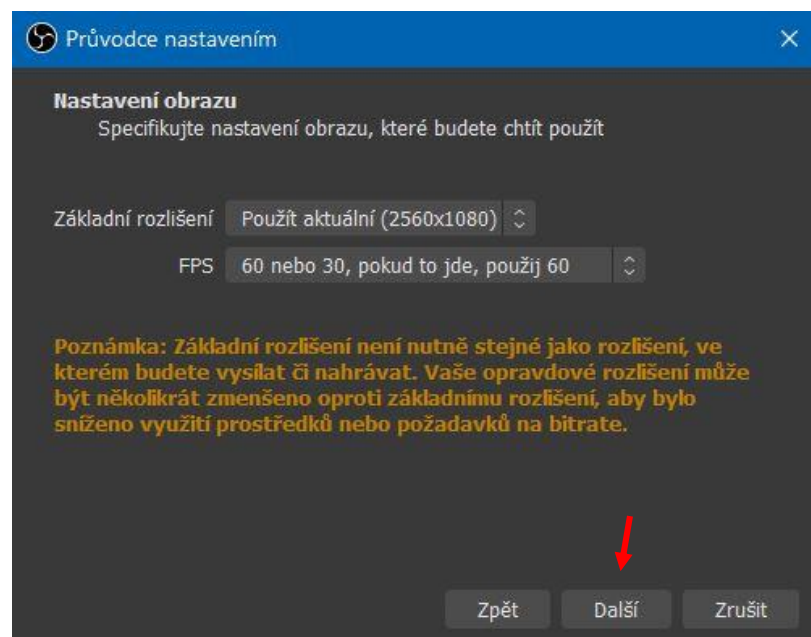 Průvodce nastavením
Nastavení obrazu
Specifikujte nastavení obrazu, které budete chtít použít
Základní rozlišení Použít aktuální (2560x1080)
FPS 60 nebo 30, pokud to jde, použij 60
Poznámka: Základní rozlišení není nutně stejné jako rozlišení, ve
kterém budete vysílat či nahrávat. Vaše opravdové rozlišení může
být několikrát zmenšeno oproti základnímu rozlišení, aby bylo
sníženo využití prostředků nebo požadavků na bitrate.
Zpět Další Zrušit